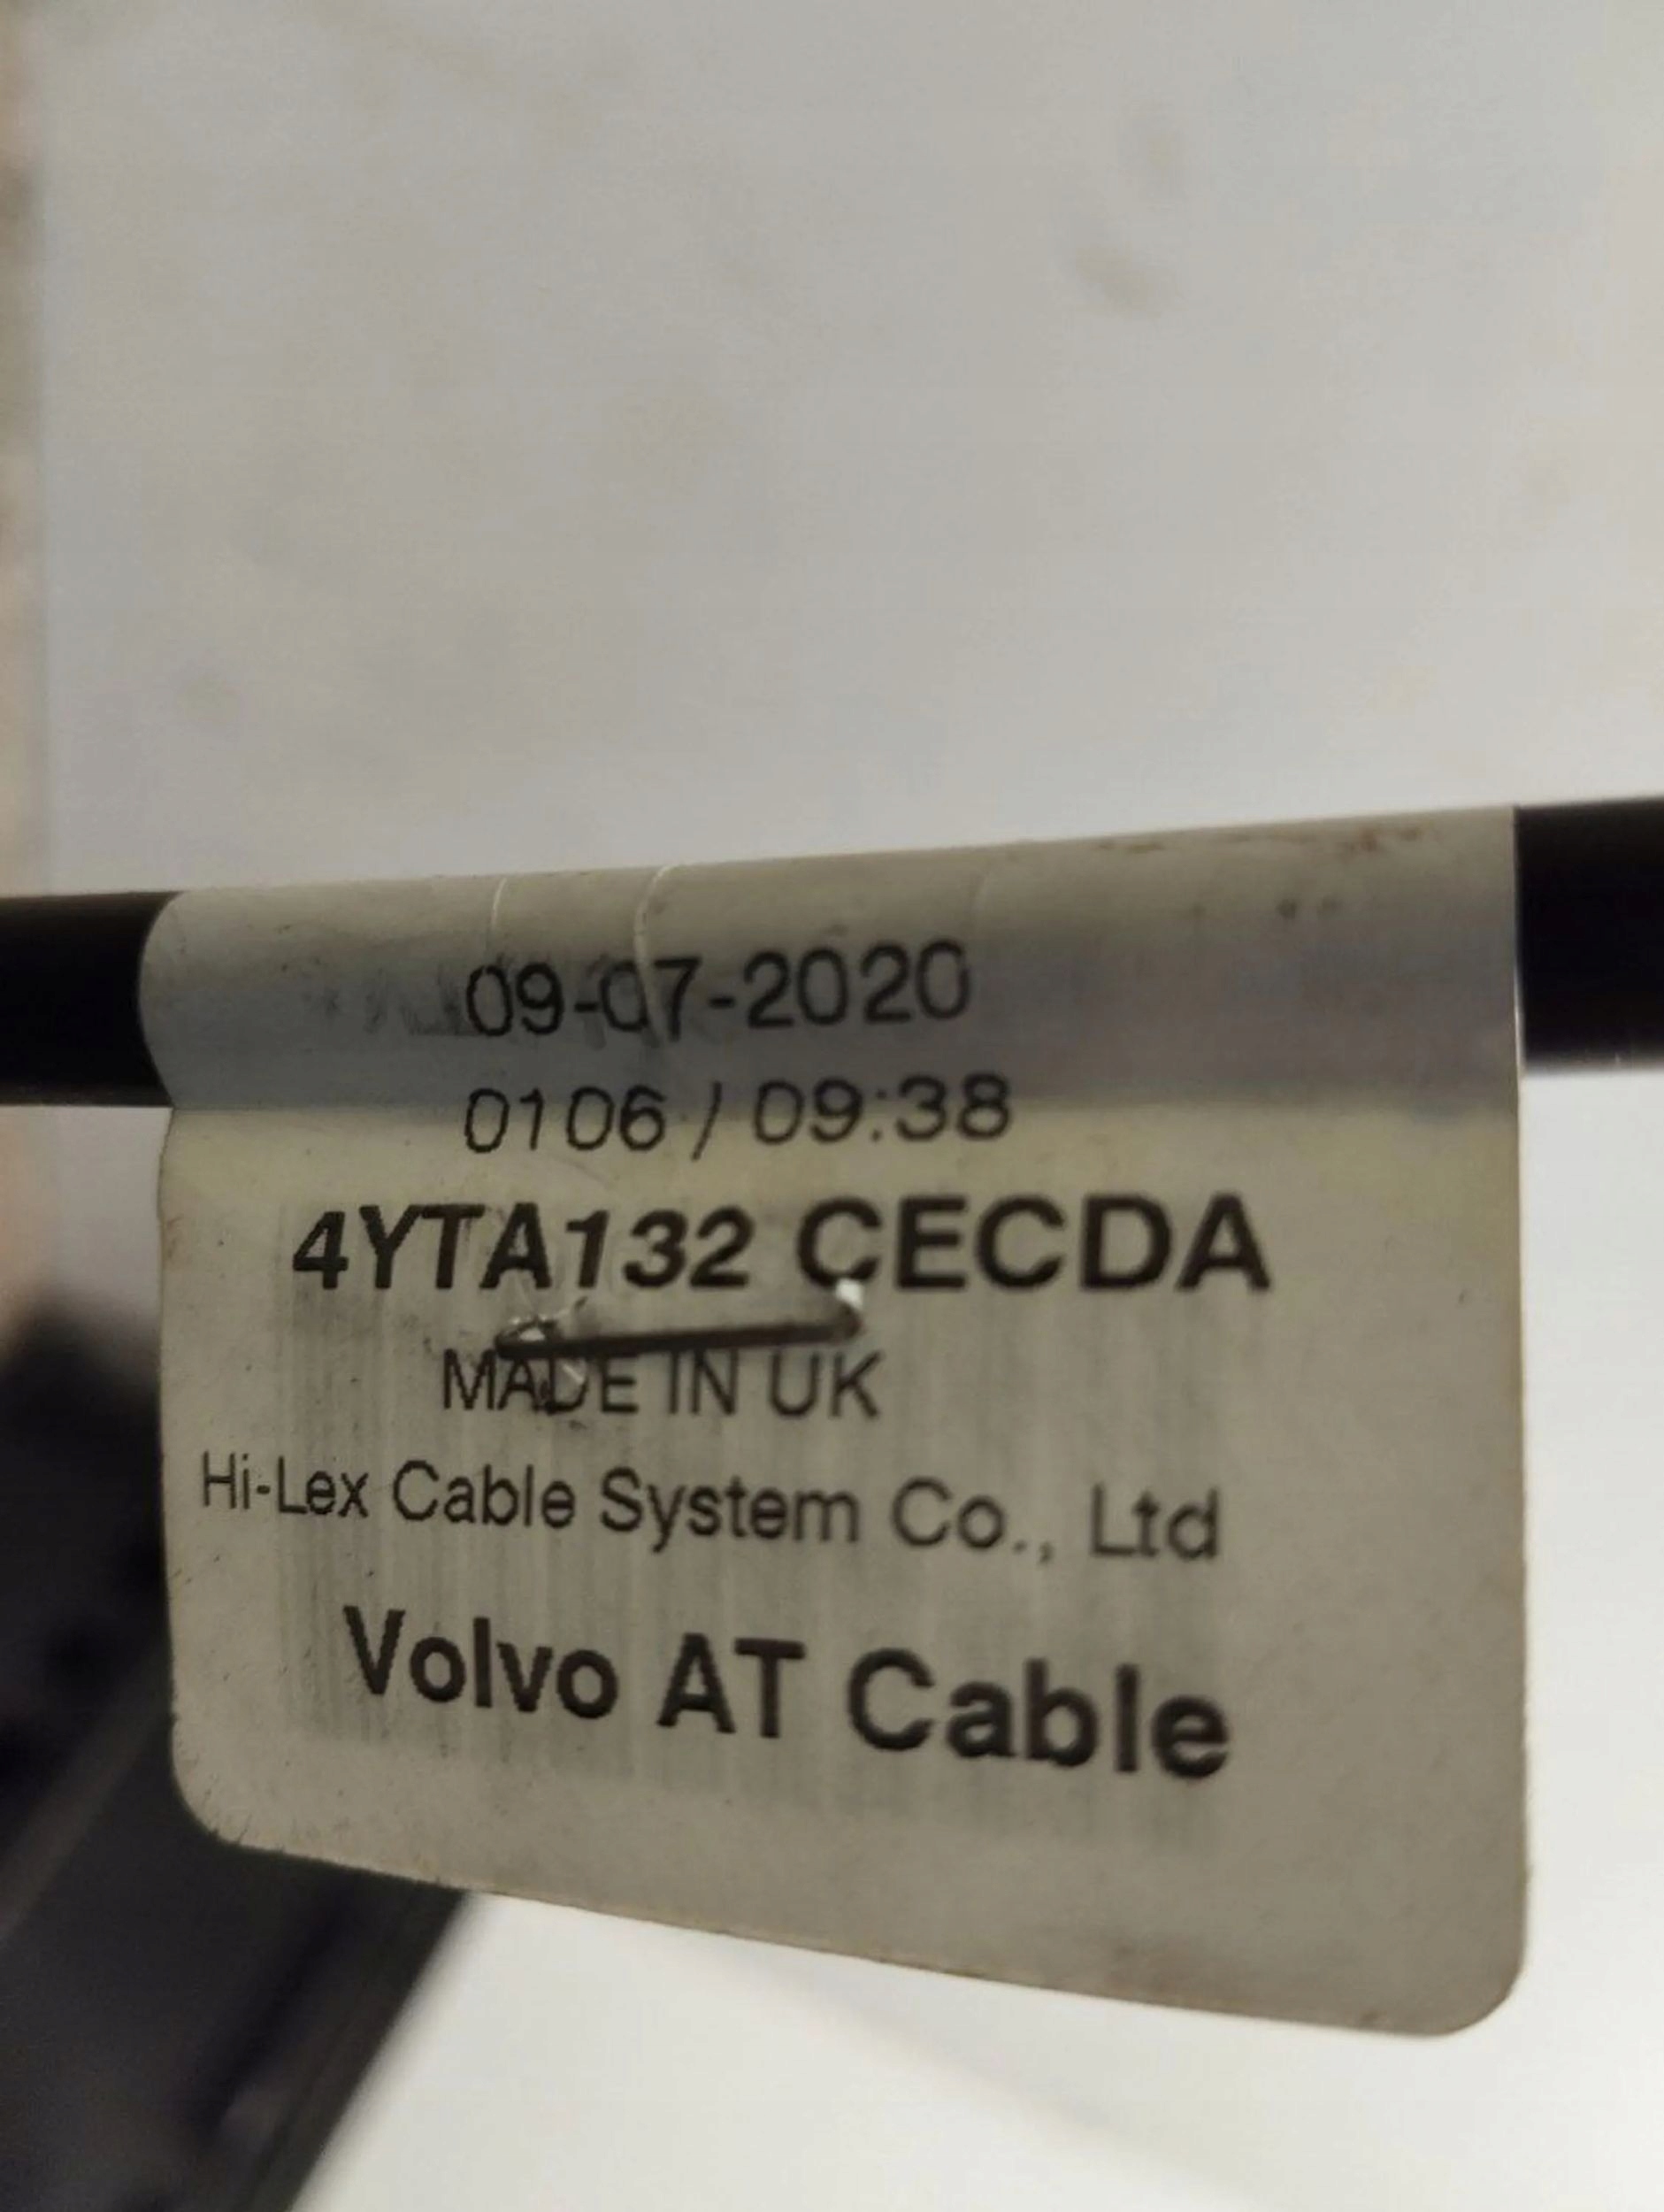 09-07-2020
0106 / 09:38
4YTA132 CECDA
MADE IN UK
Hi-Lex Cable System Co., Ltd
Volvo AT Cable